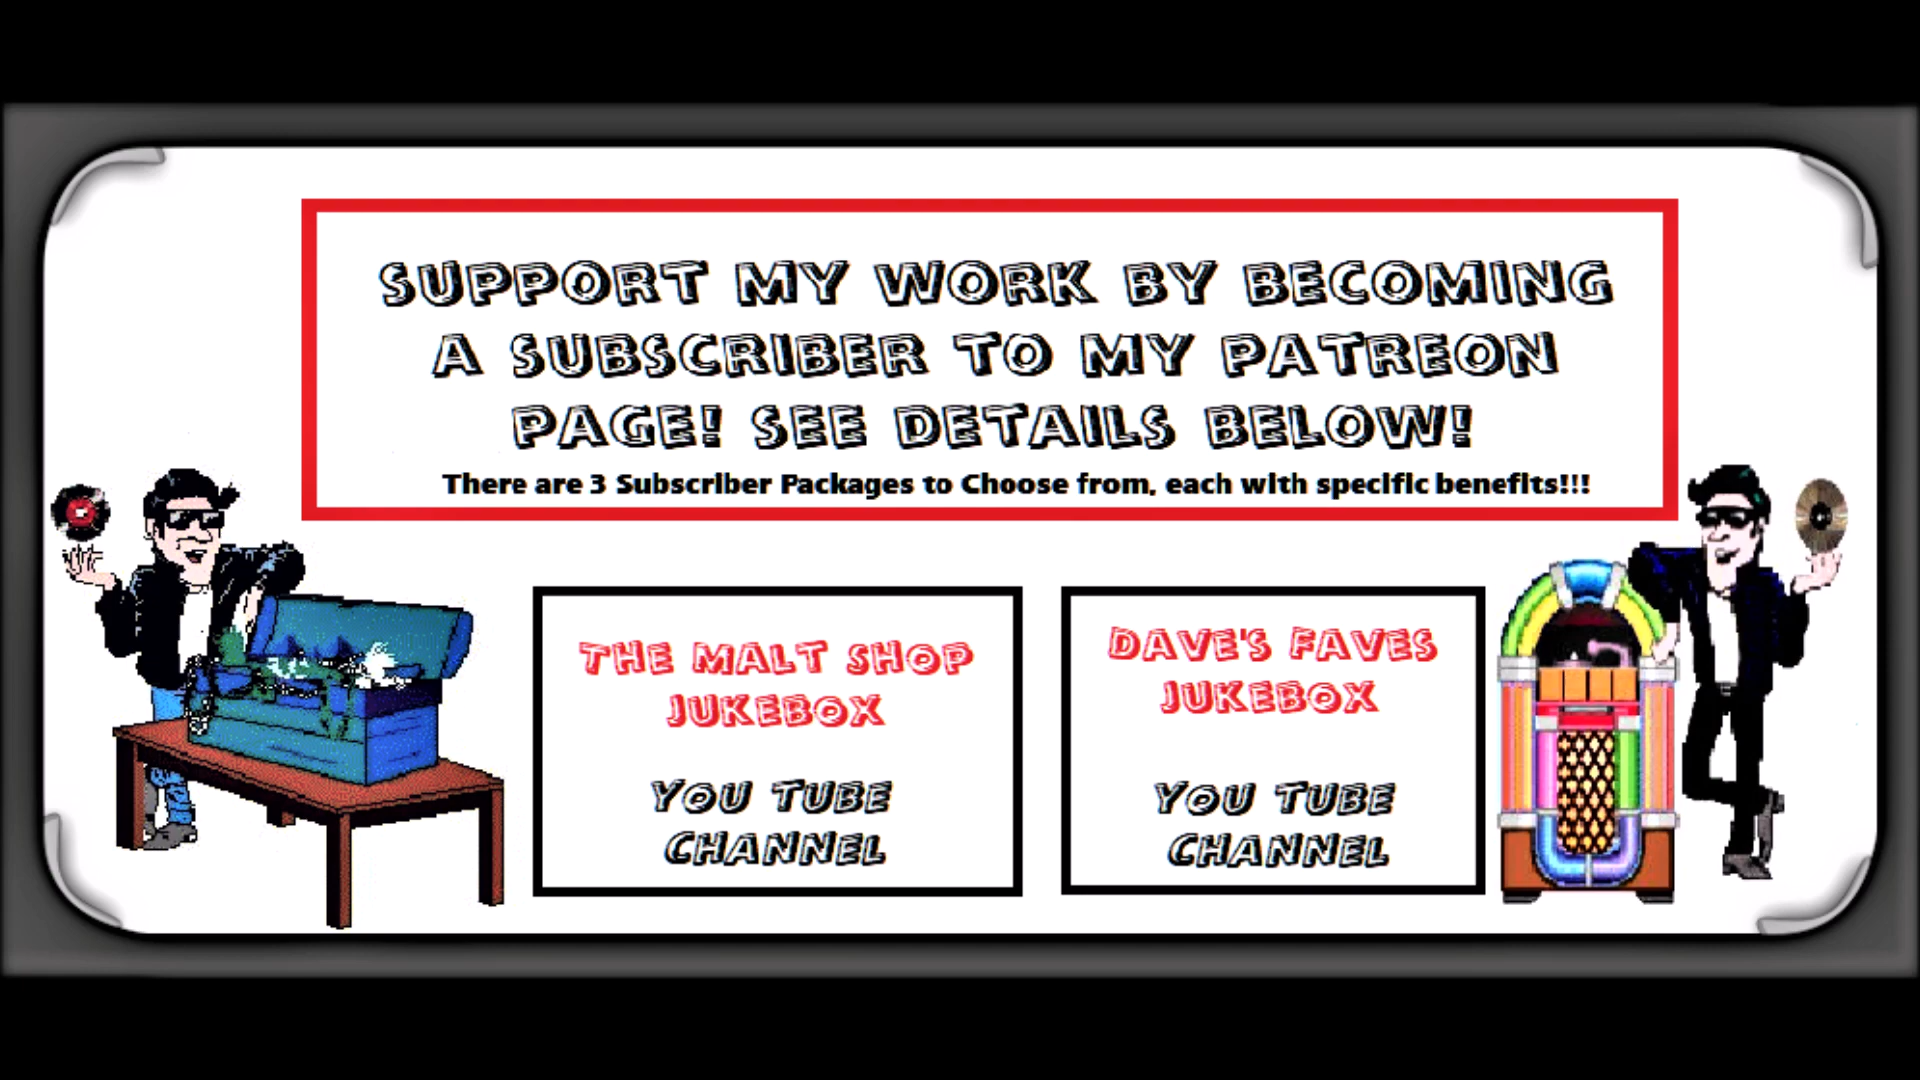 SUPPORT MY WORK BY BECOMING
A SUBSCRIBER TO MY PATREON
PAGE! SEE DETAILS BELOW!
There are 3 Subscriber Packages to Choose from, each with specific benefits!!!
THE MALT SHOP
JUKEBOX
YOU TUBE
CHANNEL
DAVE'S FAVES
JUKEBOX
YOU TUBE
CHANNEL